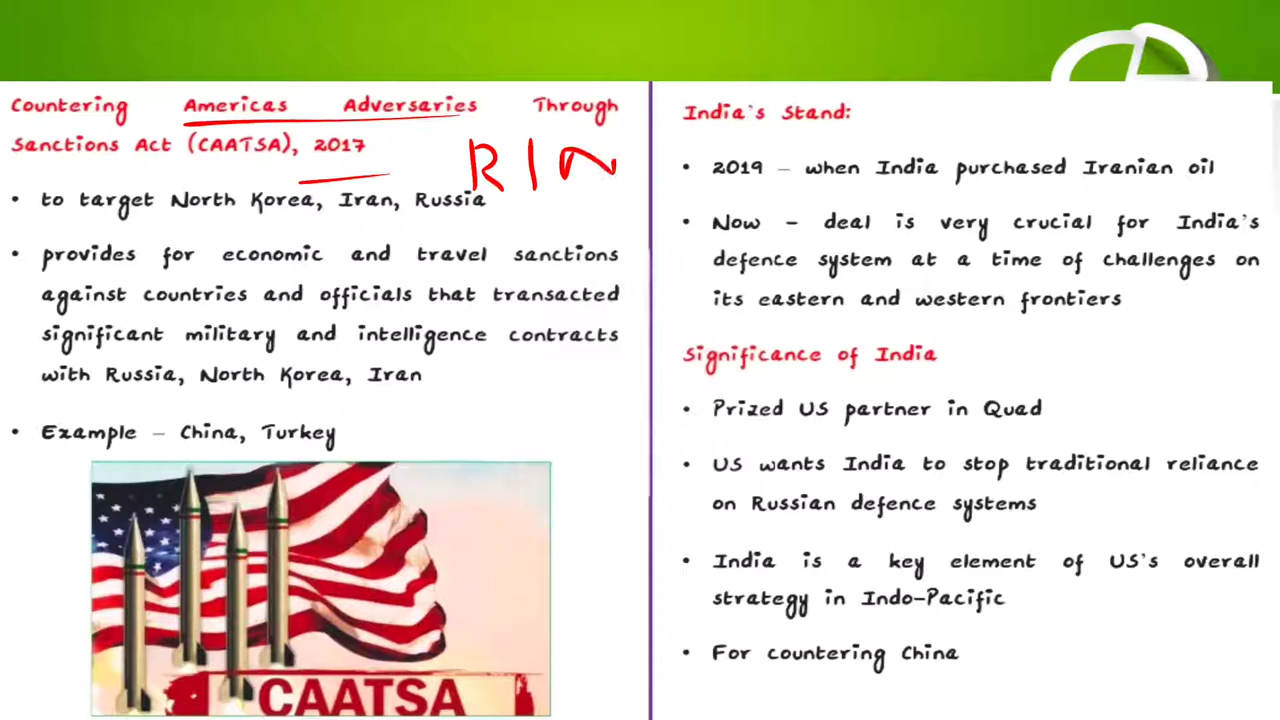 Countering Americas Adversaries Through
Sanctions Act (CAATSA), 2017
RIN
• to target North Korea, Iran, Russia
• provides for economic and travel sanctions
against countries and officials that transacted
significant military and intelligence contracts
with Russia, North Korea, Iran
• Example – China, Turkey
CAATSA
India's Stand:
• 2019 – when India purchased Iranian oil
• Now – deal is very crucial for India's
defence system at a time of challenges on
its eastern and western frontiers
Significance of India
• Prized US partner in Quad
• US wants India to stop traditional reliance
on Russian defence systems
• India is a key element of US's overall
strategy in Indo-Pacific
• For countering China